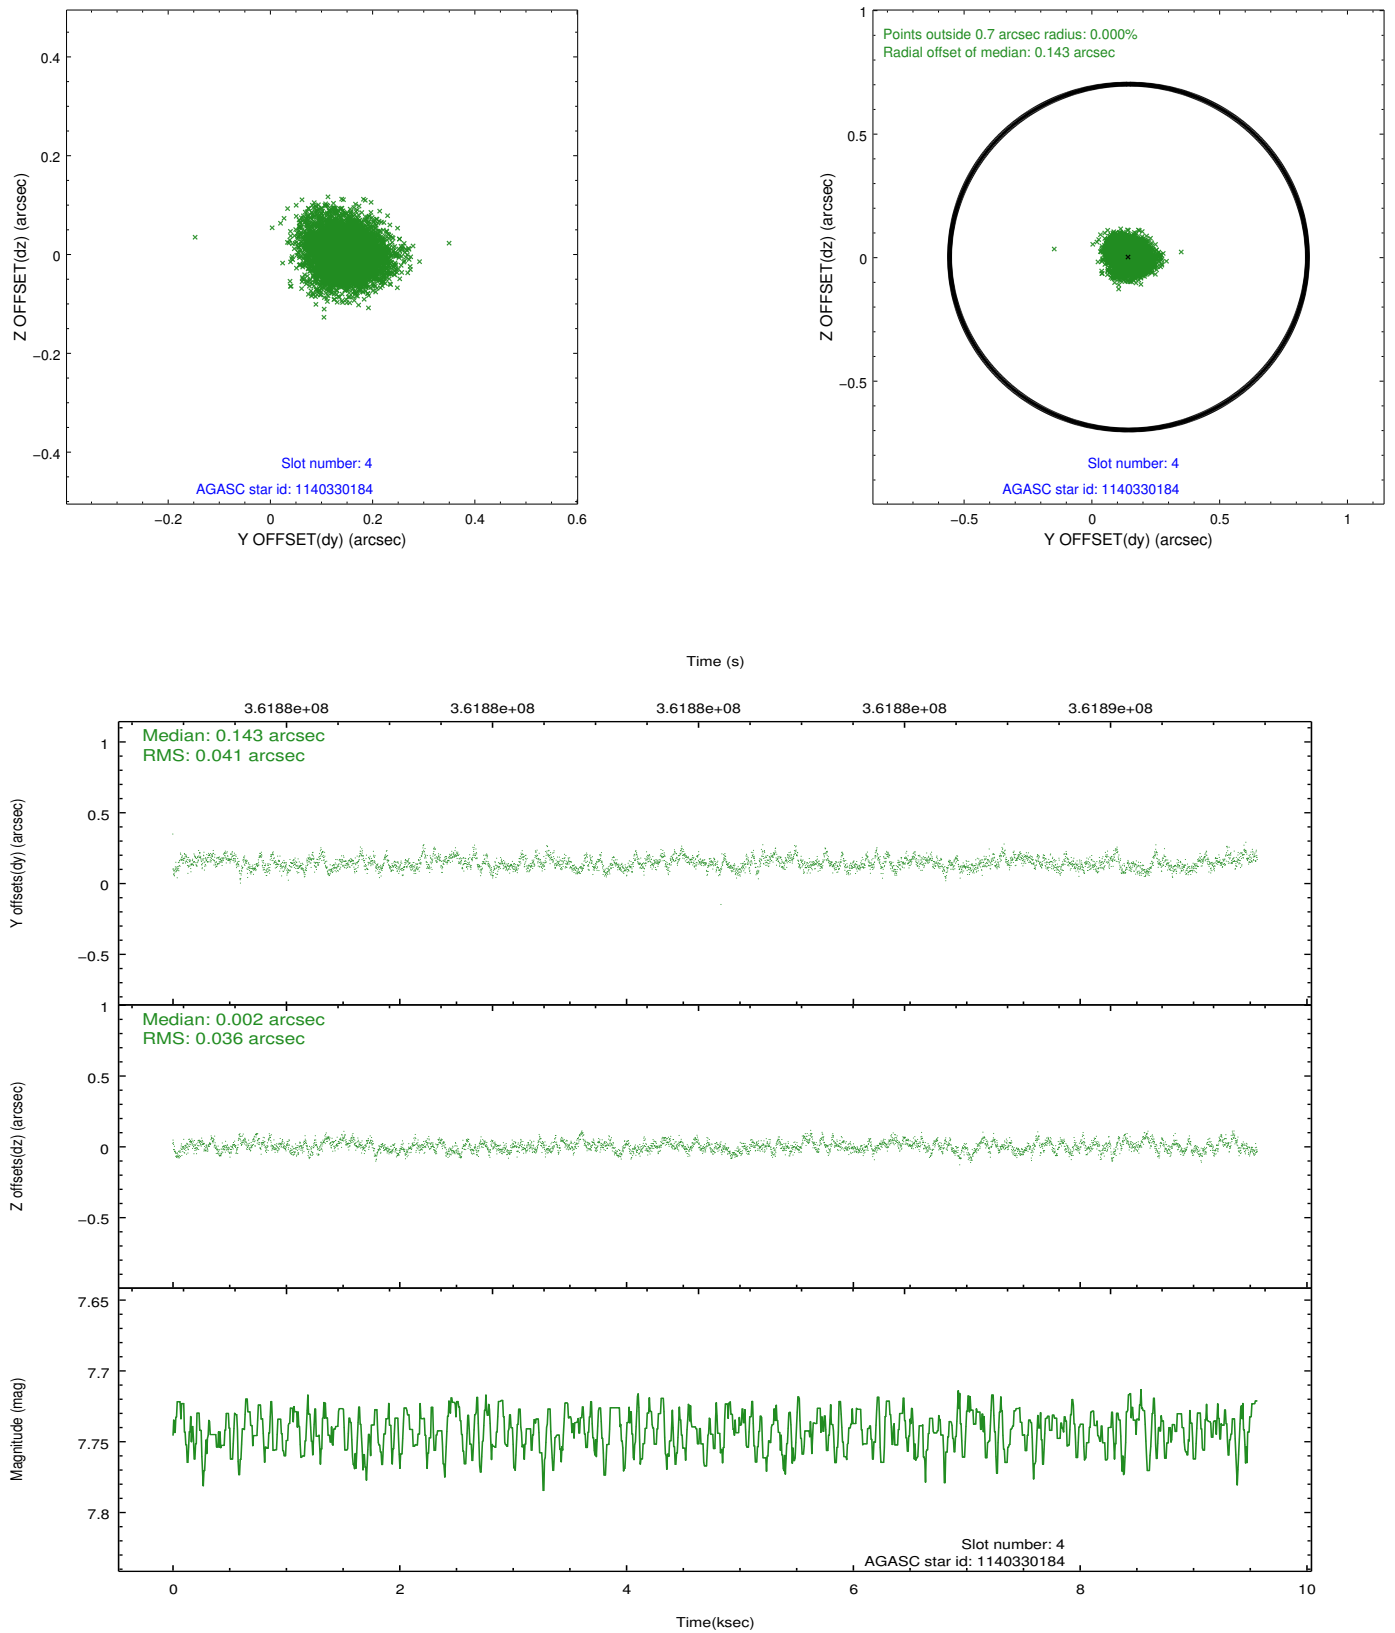 0.4
0.2
0
−0.2
−0.4
Z OFFSET(dz) (arcsec)
Slot number: 4
AGASC star id: 1140330184
−0.2 0 0.2 0.4 0.6
Y OFFSET(dy) (arcsec)
Points outside 0.7 arcsec radius: 0.000%
Radial offset of median: 0.143 arcsec
1
0.5
0
−0.5
Z OFFSET(dz) (arcsec)
Slot number: 4
AGASC star id: 1140330184
−0.5 0 0.5 1
Y OFFSET(dy) (arcsec)
Time (s)
3.6188e+08 3.6188e+08 3.6188e+08 3.6188e+08 3.6189e+08
Median: 0.143 arcsec
RMS: 0.041 arcsec
1
0.5
0
−0.5
Y offsets(dy) (arcsec)
Median: 0.002 arcsec
RMS: 0.036 arcsec
1
0.5
0
−0.5
Z offsets(dz) (arcsec)
7.65
7.7
7.75
7.8
Magnitude (mag)
Slot number: 4
AGASC star id: 1140330184
0 2 4 6 8 10
Time(ksec)